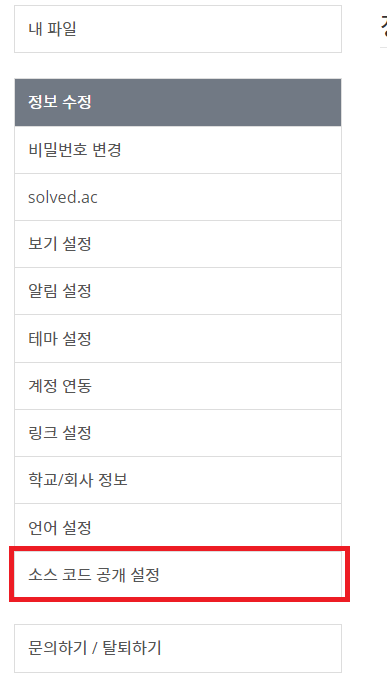 내 파일
정보 수정
비밀번호 변경
solved.ac
보기 설정
알림 설정
테마 설정
계정 연동
링크 설정
학교/회사 정보
언어 설정
소스 코드 공개 설정
문의하기 / 탈퇴하기